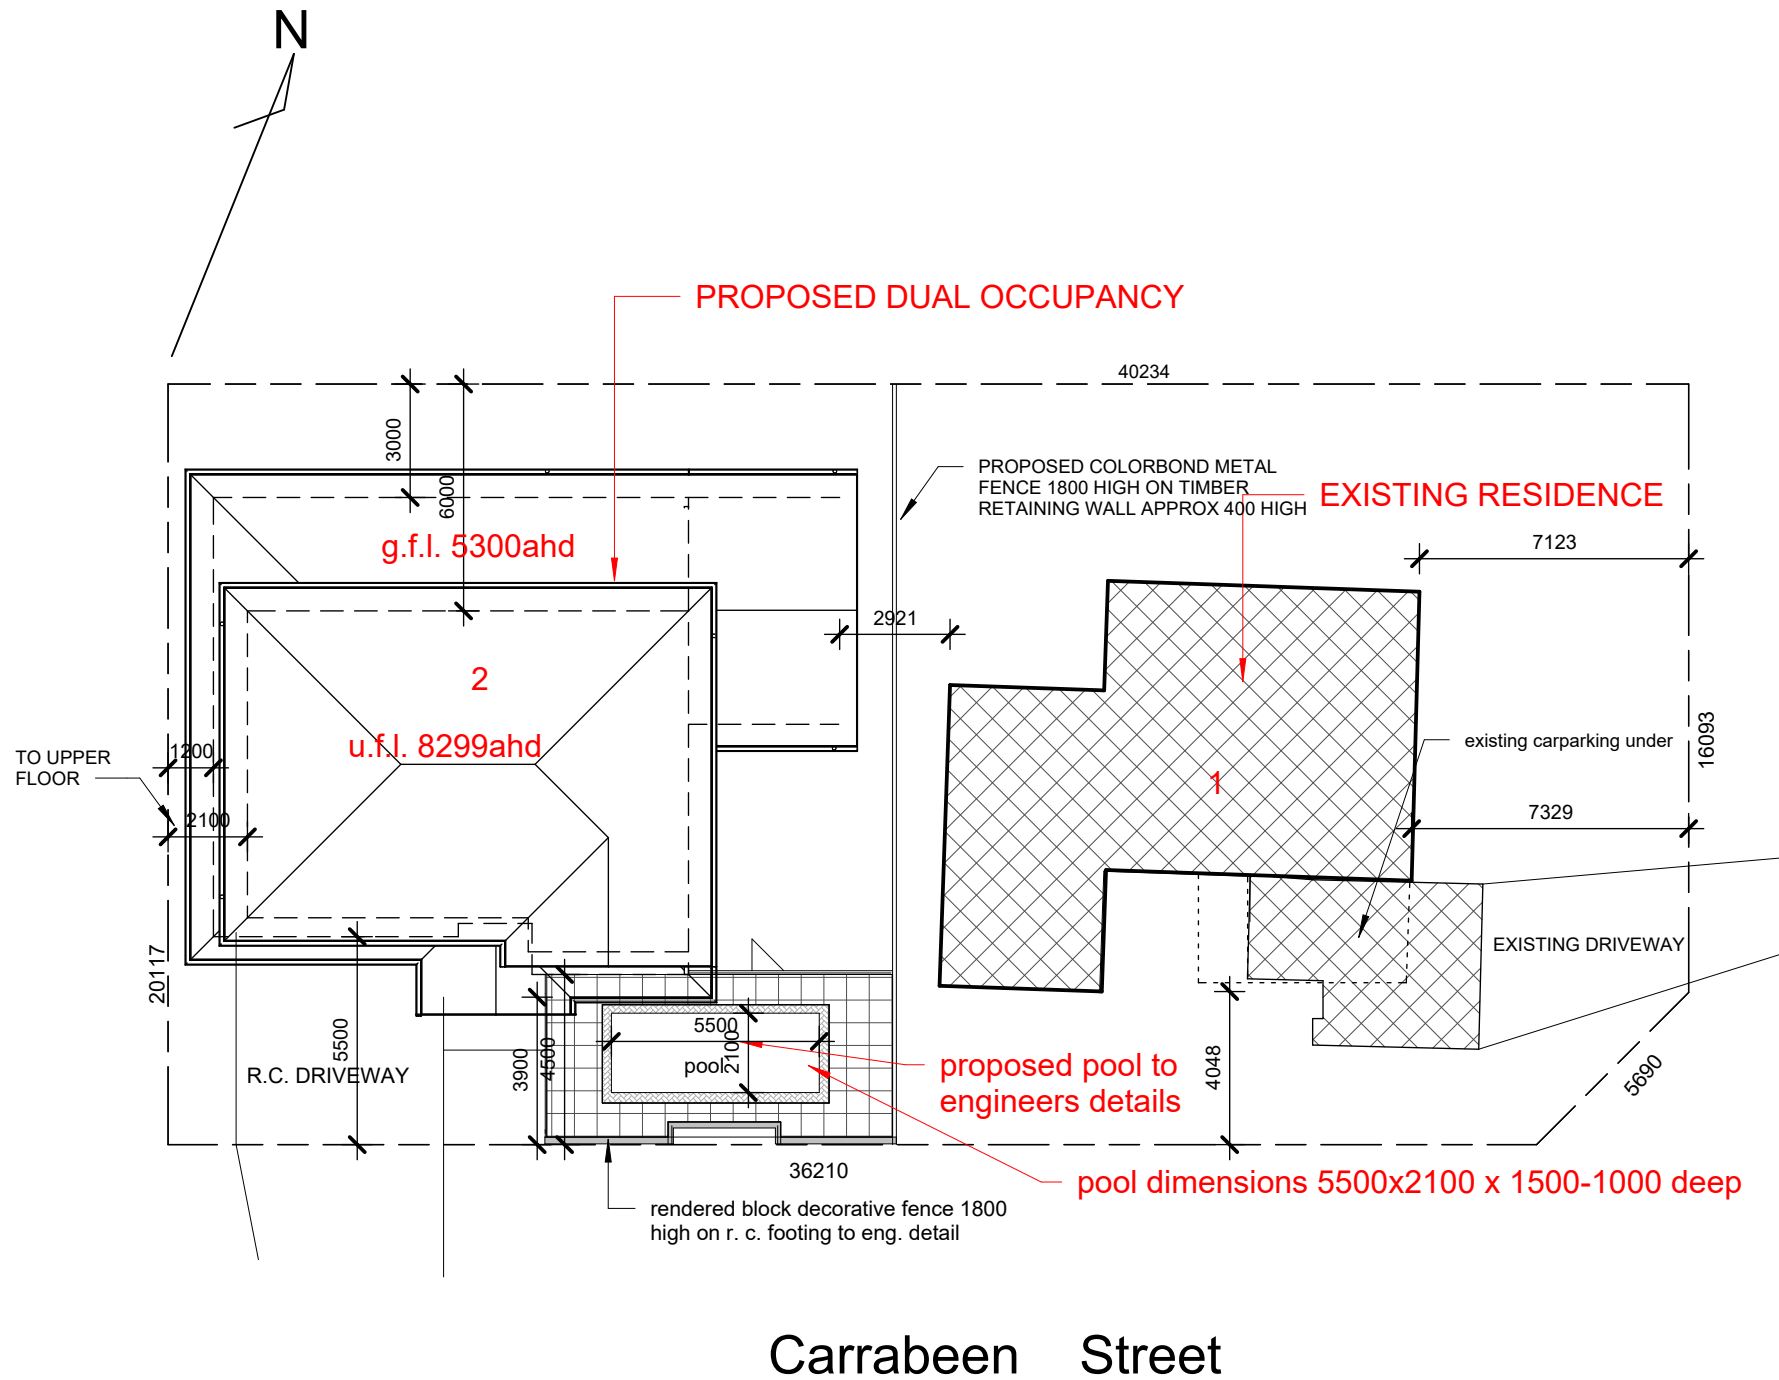 N
PROPOSED DUAL OCCUPANCY
40234
3000
6000
PROPOSED COLORBOND METAL
FENCE 1800 HIGH ON TIMBER
RETAINING WALL APPROX 400 HIGH
EXISTING RESIDENCE
g.f.l. 5300ahd
7123
2921
2
u.f.l. 8299ahd
TO UPPER
FLOOR
1200
2100
existing carparking under
16093
1
7329
20117
EXISTING DRIVEWAY
5500
R.C. DRIVEWAY
3900
4500
5500
2100
pool
proposed pool to
engineers details
4048
5690
36210
pool dimensions 5500x2100 x 1500-1000 deep
rendered block decorative fence 1800
high on r. c. footing to eng. detail
Carrabeen Street